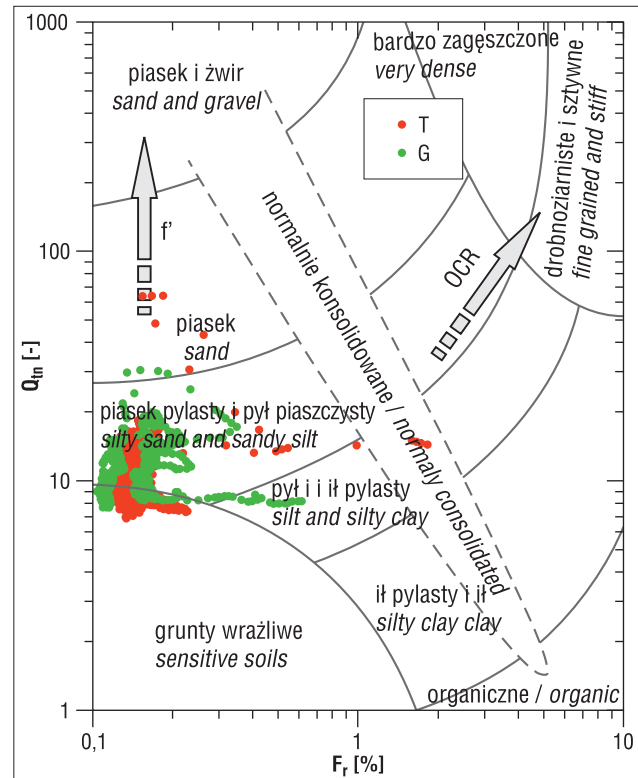 1000
100
10
1
Qtn [-]
0,1
1
10
Fr [%]
piasek i żwir
sand and gravel
bardzo zagęszczone
very dense
T
G
drobnoziarniste i sztywne
fine grained and stiff
f'
OCR
normalnie konsolidowane / normaly consolidated
piasek
sand
piasek pylasty i pył piaszczysty
silty sand and sandy silt
pył i i ił pylasty
silt and silty clay
ił pylasty i ił
silty clay clay
grunty wrażliwe
sensitive soils
organiczne / organic